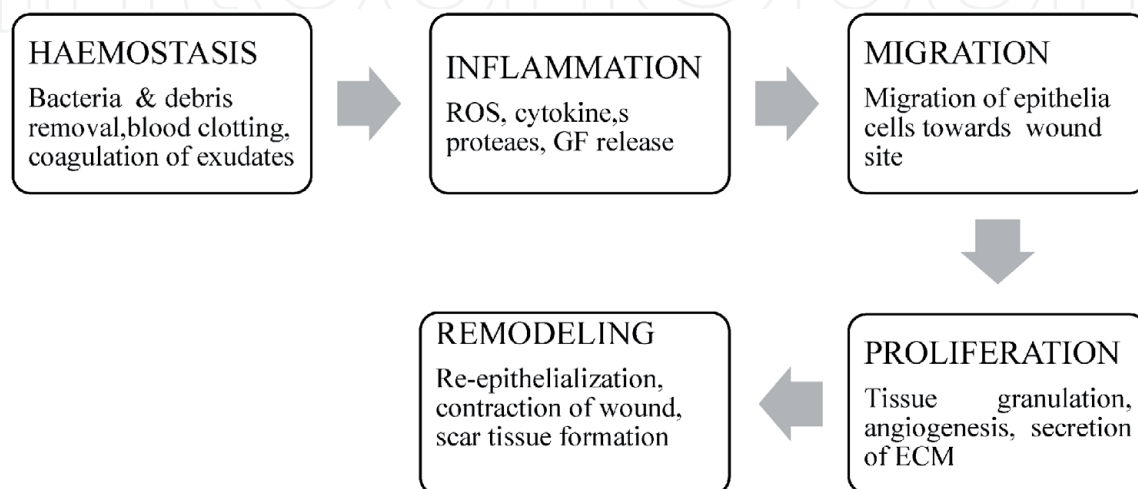 HAEMOSTASIS
Bacteria & debris
removal,blood clotting,
coagulation of exudates
INFLAMMATION
ROS, cytokine,s
proteaes, GF release
MIGRATION
Migration of epithelia
cells towards wound
site
PROLIFERATION
Tissue granulation,
angiogenesis, secretion
of ECM
REMODELING
Re-epithelialization,
contraction of wound,
scar tissue formation